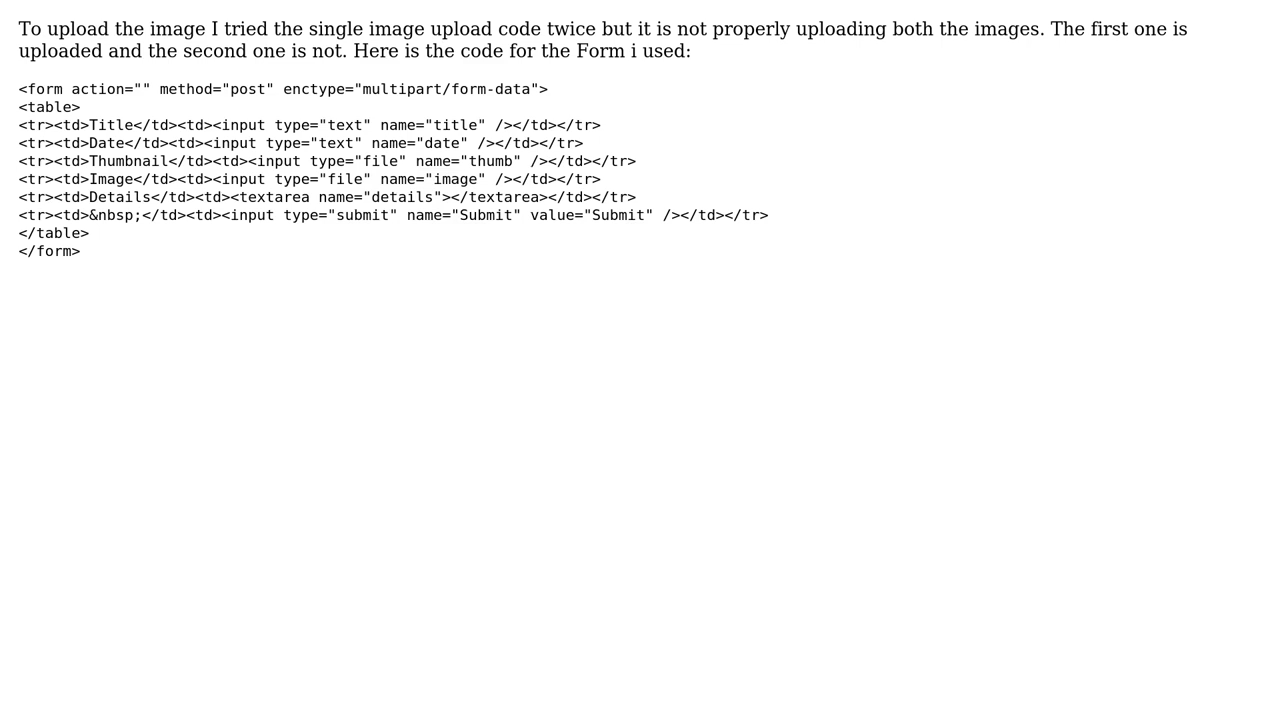 To upload the image I tried the single image upload code twice but it is not properly uploading both the images. The first one is
uploaded and the second one is not. Here is the code for the Form i used:
<form action="" method="post" enctype="multipart/form-data">
<table>
<tr><td>Title</td><td><input type="text" name="title" /></td></tr>
<tr><td>Date</td><td><input type="text" name="date" /></td></tr>
<tr><td>Thumbnail</td><td><input type="file" name="thumb" /></td></tr>
<tr><td>Image</td><td><input type="file" name="image" /></td></tr>
<tr><td>Details</td><td><textarea name="details"></textarea></td></tr>
<tr><td>&nbsp;</td><td><input type="submit" name="Submit" value="Submit" /></td></tr>
</table>
</form>